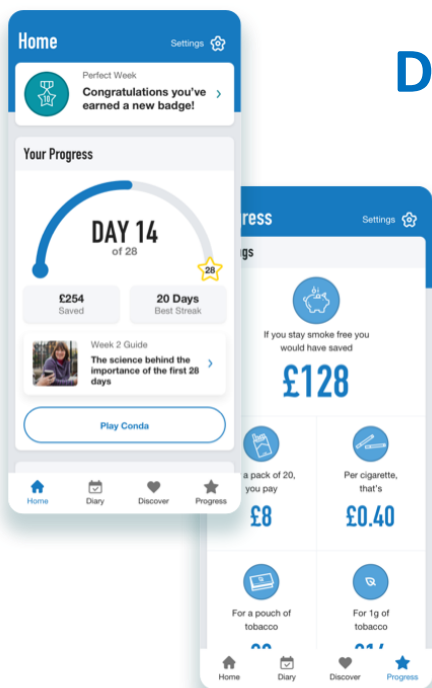 Home
Settings
Perfect Week
Congratulations you've
earned a new badge!
Your Progress
DAY 14
of 28
28
£254
Saved
20 Days
Best Streak
Week 2 Guide
The science behind the
importance of the first 28
days
Play Conda
Home
Diary
Discover
Progress
D
Settings
If you stay smoke free you
would have saved
£128
a pack of 20,
you pay
£8
Per cigarette,
that's
£0.40
For a pouch of
tobacco
For 1g of
tobacco
Home
Diary
Discover
Progress